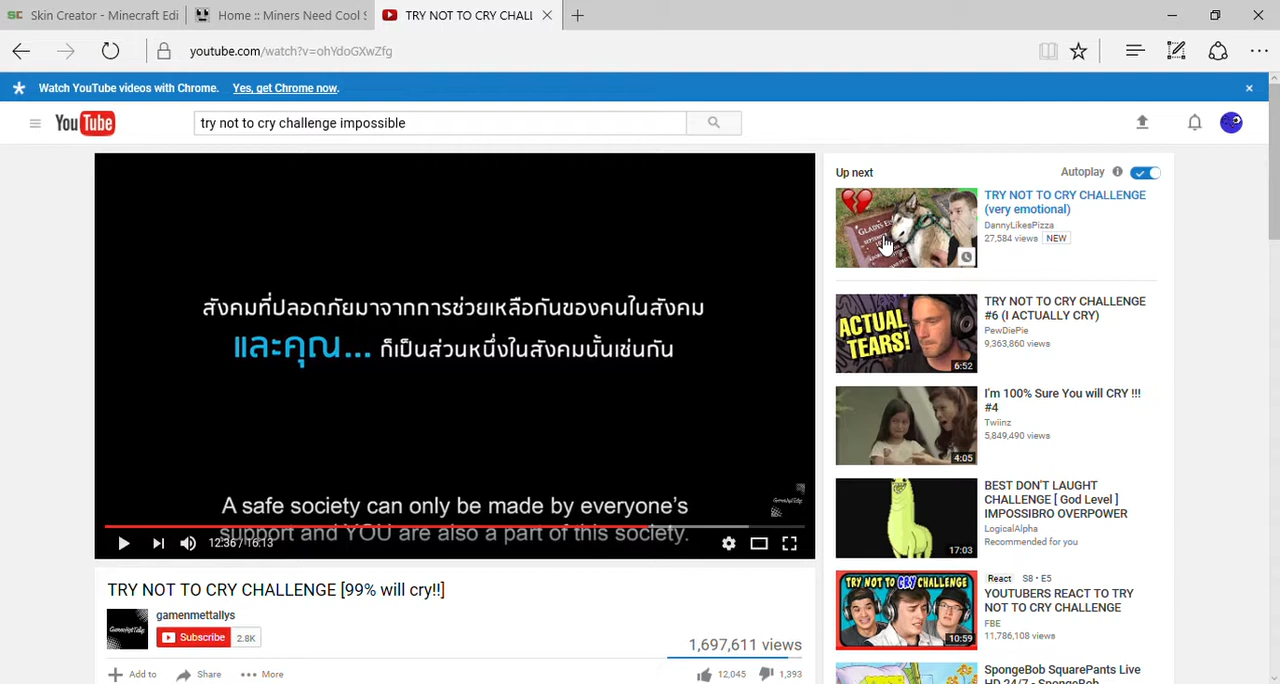 Skin Creator - Minecraft Edi
Home :: Miners Need Cool S
TRY NOT TO CRY CHALL
youtube.com/watch?v=ohYdoGXwZfg
Watch YouTube videos with Chrome. Yes, get Chrome now.
YouTube
try not to cry challenge impossible
สังคมที่ปลอดภัยมาจากการช่วยเหลือกันของคนในสังคม
และคุณ... ก็เป็นส่วนหนึ่งในสังคมนั้นเช่นกัน
A safe society can only be made by everyone's
support and YOU are also a part of this society.
12:36 / 16:13
TRY NOT TO CRY CHALLENGE [99% will cry!!]
gamenmettallys
Subscribe 2.8K
1,697,611 views
Add to Share More
12,045 1,393
Up next
Autoplay
TRY NOT TO CRY CHALLENGE
(very emotional)
DannyLikesPizza
27,584 views NEW
ACTUAL
TEARS!
6:52
TRY NOT TO CRY CHALLENGE
#6 (I ACTUALLY CRY)
PewDiePie
9,363,860 views
4:05
I'm 100% Sure You will CRY !!!
#4
Twiinz
5,849,490 views
17:03
BEST DON'T LAUGHT
CHALLENGE [ God Level ]
IMPOSSIBRO OVERPOWER
LogicalAlpha
Recommended for you
TRY NOT TO CRY CHALLENGE
10:59
React S8 • E5
YOUTUBERS REACT TO TRY
NOT TO CRY CHALLENGE
FBE
11,786,108 views
SpongeBob SquarePants Live